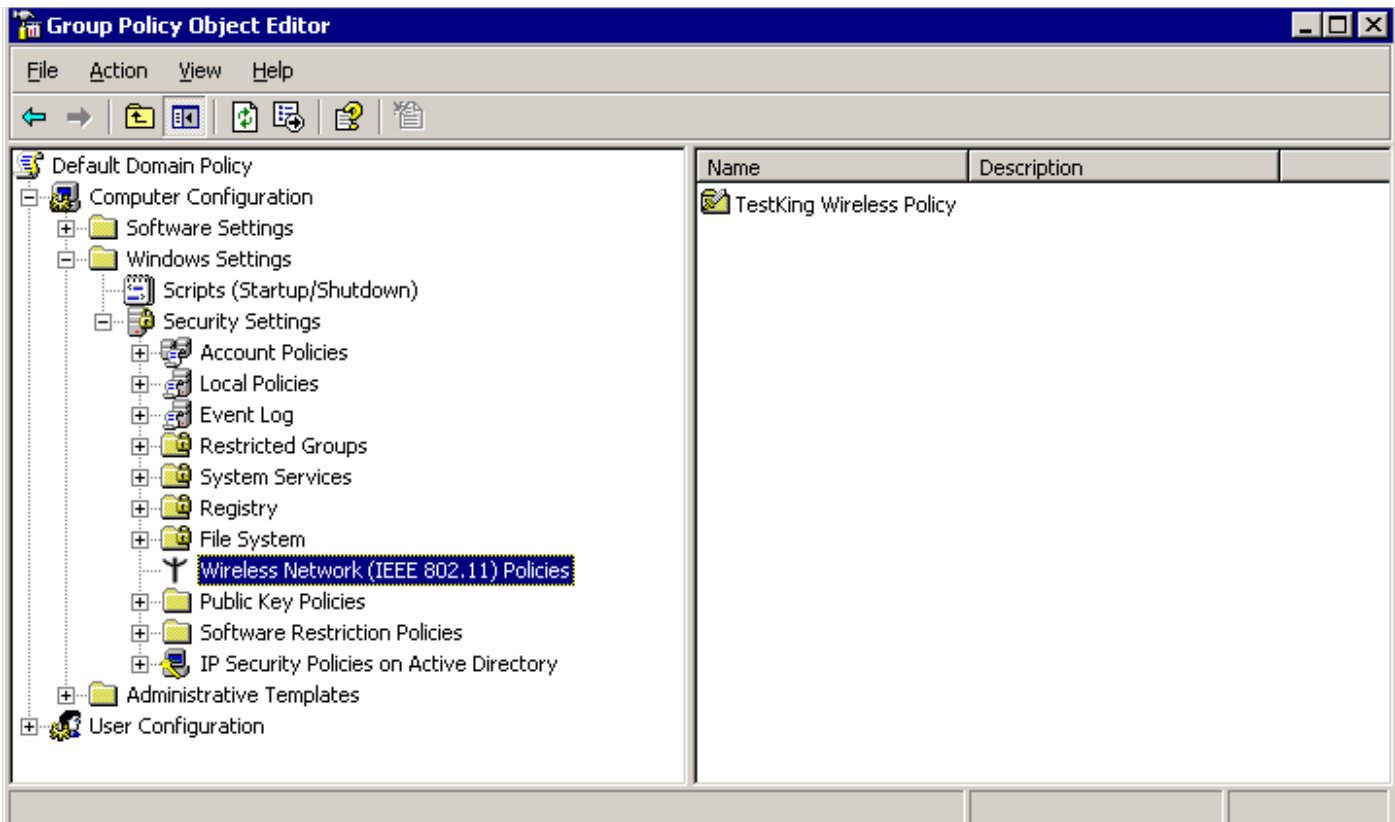 Group Policy Object Editor
File Action View Help
Default Domain Policy
Computer Configuration
Software Settings
Windows Settings
Scripts (Startup/Shutdown)
Security Settings
Account Policies
Local Policies
Event Log
Restricted Groups
System Services
Registry
File System
Wireless Network (IEEE 802.11) Policies
Public Key Policies
Software Restriction Policies
IP Security Policies on Active Directory
Administrative Templates
User Configuration
Name Description
TestKing Wireless Policy